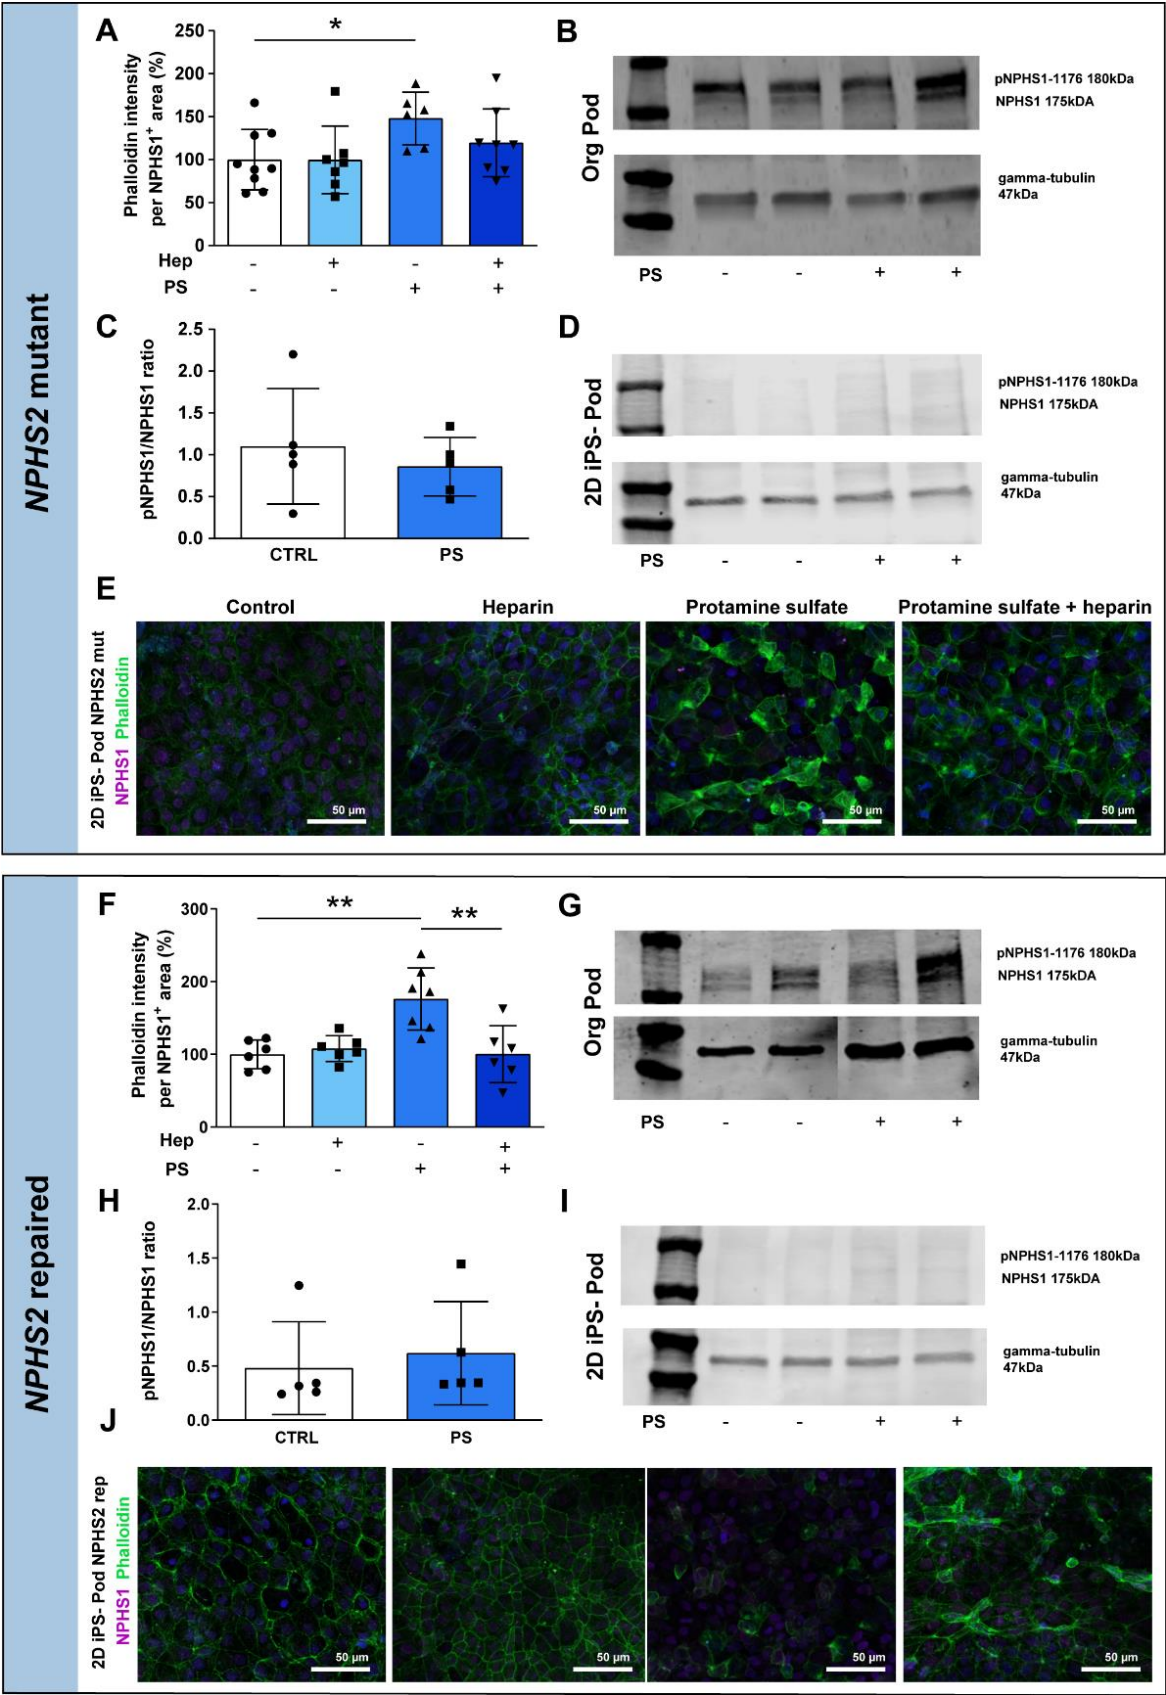 NPHS2 mutant
A
Phalloidin intensity
per NPHS1+ area (%)
250
200
150
100
50
0
*
Hep - + - +
PS - - + +
B
Org Pod
pNPHS1-1176 180kDa
NPHS1 175kDA
gamma-tubulin
47kDa
PS - - + +
C
pNPHS1/NPHS1 ratio
2.5
2.0
1.5
1.0
0.5
0.0
CTRL PS
D
2D iPS- Pod
pNPHS1-1176 180kDa
NPHS1 175kDA
gamma-tubulin
47kDa
PS - - + +
E
Control Heparin Protamine sulfate Protamine sulfate + heparin
2D iPS- Pod NPHS2 mut
NPHS1 Phalloidin
50 µm 50 µm 50 µm 50 µm
NPHS2 repaired
F
Phalloidin intensity
per NPHS1+ area (%)
300
200
100
0
** **
Hep - + - +
PS - - + +
G
Org Pod
pNPHS1-1176 180kDa
NPHS1 175kDA
gamma-tubulin
47kDa
PS - - + +
H
pNPHS1/NPHS1 ratio
2.0
1.5
1.0
0.5
0.0
CTRL PS
I
2D iPS- Pod
pNPHS1-1176 180kDa
NPHS1 175kDA
gamma-tubulin
47kDa
PS - - + +
J
2D iPS- Pod NPHS2 rep
NPHS1 Phalloidin
50 µm 50 µm 50 µm 50 µm